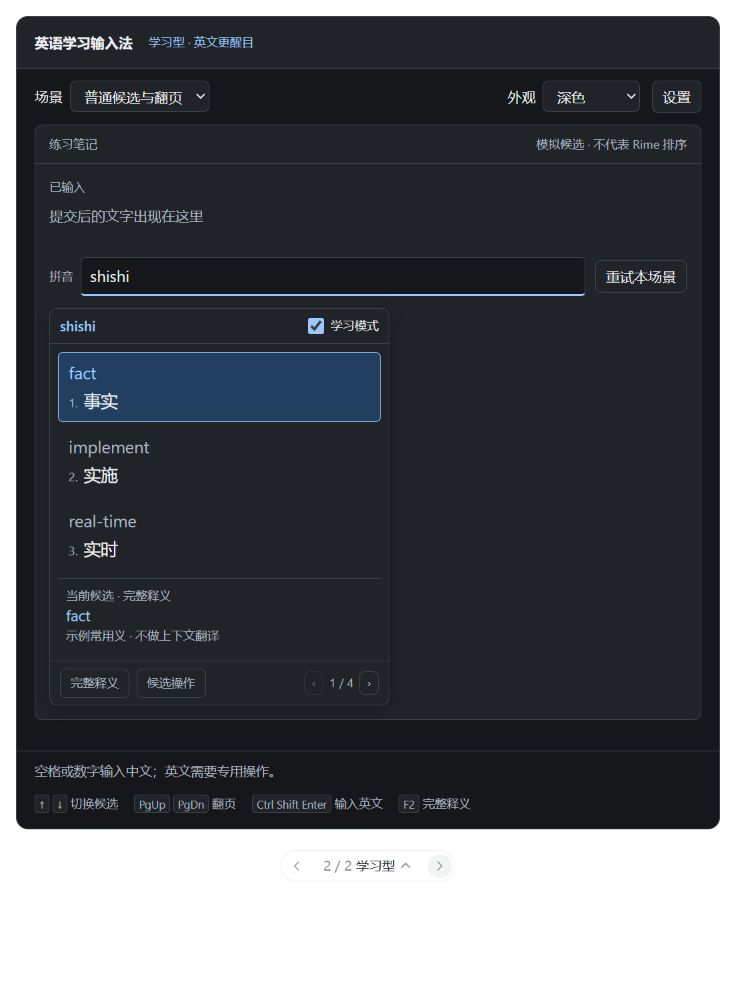 英语学习输入法 学习型 · 英文更醒目
场景 普通候选与翻页 外观 深色 设置
练习笔记 模拟候选 · 不代表 Rime 排序
已输入
提交后的文字出现在这里
拼音 shishi 重试本场景
shishi 学习模式
fact
1. 事实
implement
2. 实施
real-time
3. 实时
当前候选 · 完整释义
fact
示例常用义 · 不做上下文翻译
完整释义 候选操作 ‹ 1 / 4 ›
空格或数字输入中文；英文需要专用操作。
↑ ↓ 切换候选 PgUp PgDn 翻页 Ctrl Shift Enter 输入英文 F2 完整释义
2 / 2 学习型